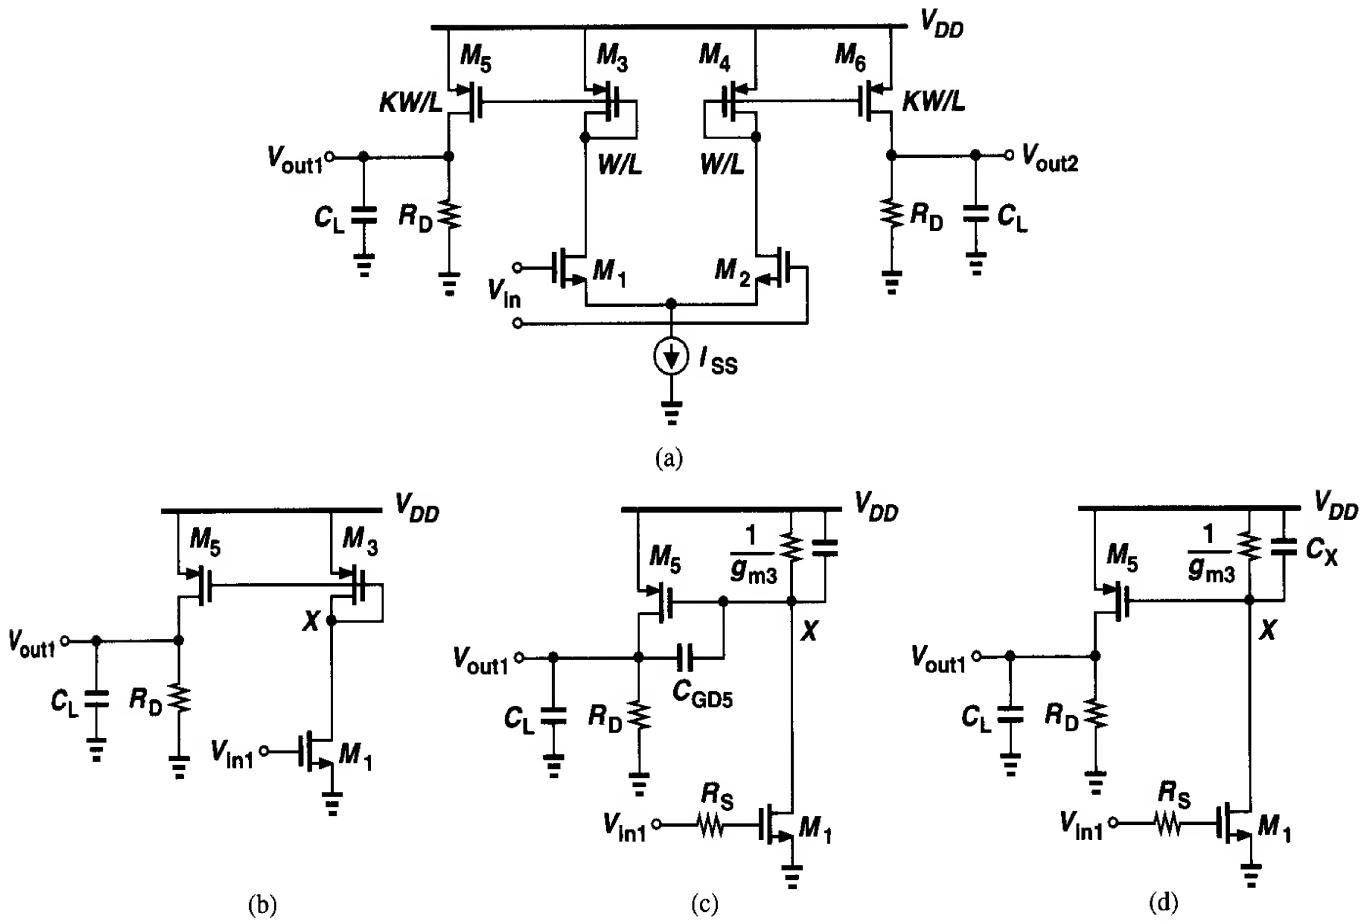 V_DD
M_5 M_3 M_4 M_6
KW/L KW/L
V_out1 W/L W/L V_out2
C_L R_D R_D C_L
V_in M_1 M_2
I_SS
(a)
V_DD
M_5 M_3
X
V_out1
C_L R_D
V_in1 M_1
(b)
V_DD
1
g_m3
M_5
X
V_out1
C_GD5
C_L R_D
R_S
V_in1 M_1
(c)
V_DD
1
g_m3
C_X
M_5
X
V_out1
C_L R_D
R_S
V_in1 M_1
(d)